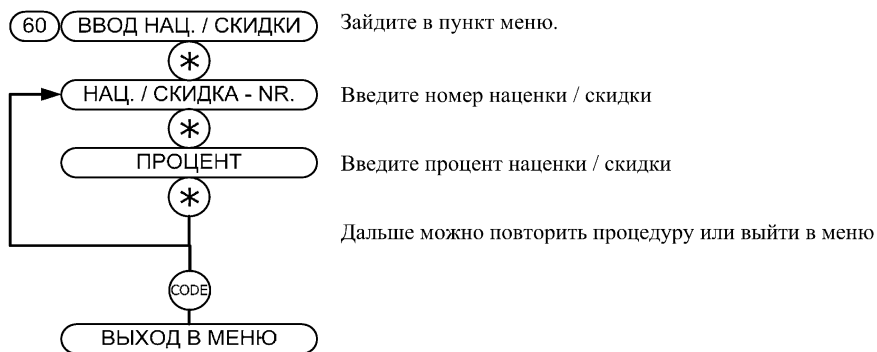 60 ВВОД НАЦ. / СКИДКИ Зайдите в пункт меню.
*
НАЦ. / СКИДКА - NR. Введите номер наценки / скидки
*
ПРОЦЕНТ Введите процент наценки / скидки
*
Дальше можно повторить процедуру или выйти в меню
CODE
ВЫХОД В МЕНЮ